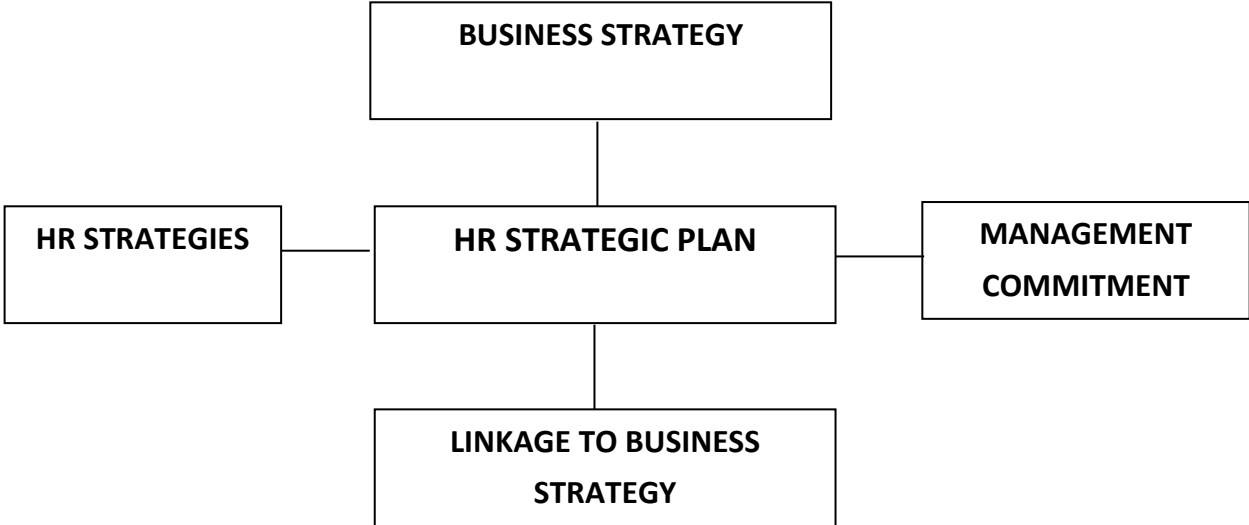 BUSINESS STRATEGY
HR STRATEGIES
HR STRATEGIC PLAN
MANAGEMENT
COMMITMENT
LINKAGE TO BUSINESS
STRATEGY